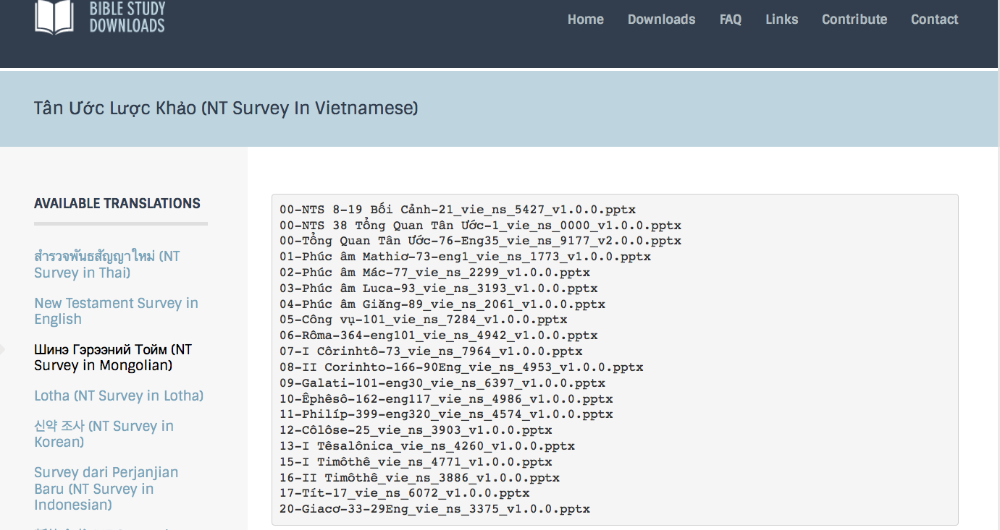 BIBLE STUDY
DOWNLOADS
Home Downloads FAQ Links Contribute Contact
Tân Ước Lược Khảo (NT Survey In Vietnamese)
AVAILABLE TRANSLATIONS
สำรวจพันธสัญญาใหม่ (NT
Survey in Thai)
New Testament Survey in
English
Шинэ Гэрээний Тойм (NT
Survey in Mongolian)
Lotha (NT Survey in Lotha)
신약 조사 (NT Survey in
Korean)
Survey dari Perjanjian
Baru (NT Survey in
Indonesian)
00-NTS 8-19 Bối Cảnh-21_vie_ns_5427_v1.0.0.pptx
00-NTS 38 Tổng Quan Tân Ước-1_vie_ns_0000_v1.0.0.pptx
00-Tổng Quan Tân Ước-76-Eng35_vie_ns_9177_v2.0.0.pptx
01-Phúc âm Mathiơ-73-eng1_vie_ns_1773_v1.0.0.pptx
02-Phúc âm Mác-77_vie_ns_2299_v1.0.0.pptx
03-Phúc âm Luca-93_vie_ns_3193_v1.0.0.pptx
04-Phúc âm Giăng-89_vie_ns_2061_v1.0.0.pptx
05-Công vụ-101_vie_ns_7284_v1.0.0.pptx
06-Rôma-364-eng101_vie_ns_4942_v1.0.0.pptx
07-I Côrinhtô-73_vie_ns_7964_v1.0.0.pptx
08-II Corinhto-166-90Eng_vie_ns_4953_v1.0.0.pptx
09-Galati-101-eng30_vie_ns_6397_v1.0.0.pptx
10-Êphêsô-162-eng117_vie_ns_4986_v1.0.0.pptx
11-Philíp-399-eng320_vie_ns_4574_v1.0.0.pptx
12-Côlôse-25_vie_ns_3903_v1.0.0.pptx
13-I Têsalônica_vie_ns_4260_v1.0.0.pptx
15-I Timôthê_vie_ns_4771_v1.0.0.pptx
16-II Timôthê_vie_ns_3886_v1.0.0.pptx
17-Tít-17_vie_ns_6072_v1.0.0.pptx
20-Giacơ-33-29Eng_vie_ns_3375_v1.0.0.pptx